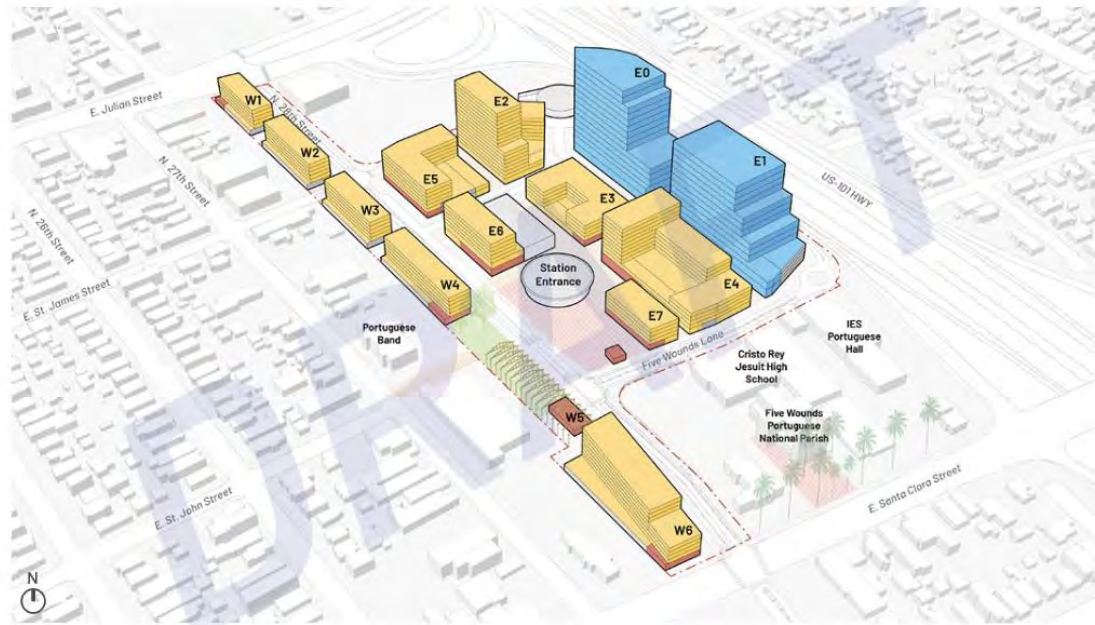 E. Julian Street
W1
N. 28th Street
W2
N. 27th Street
W3
N. 26th Street
W4
E. St. James Street
E0
E2
E1
E5
E3
E6
E4
E7
US-101 HWY
Station
Entrance
Portuguese
Band
Five Wounds Lane
IES
Portuguese
Hall
Cristo Rey
Jesuit High
School
Five Wounds
Portuguese
National Parish
W5
W6
E. St. John Street
E. Santa Clara Street
N
DRAFT